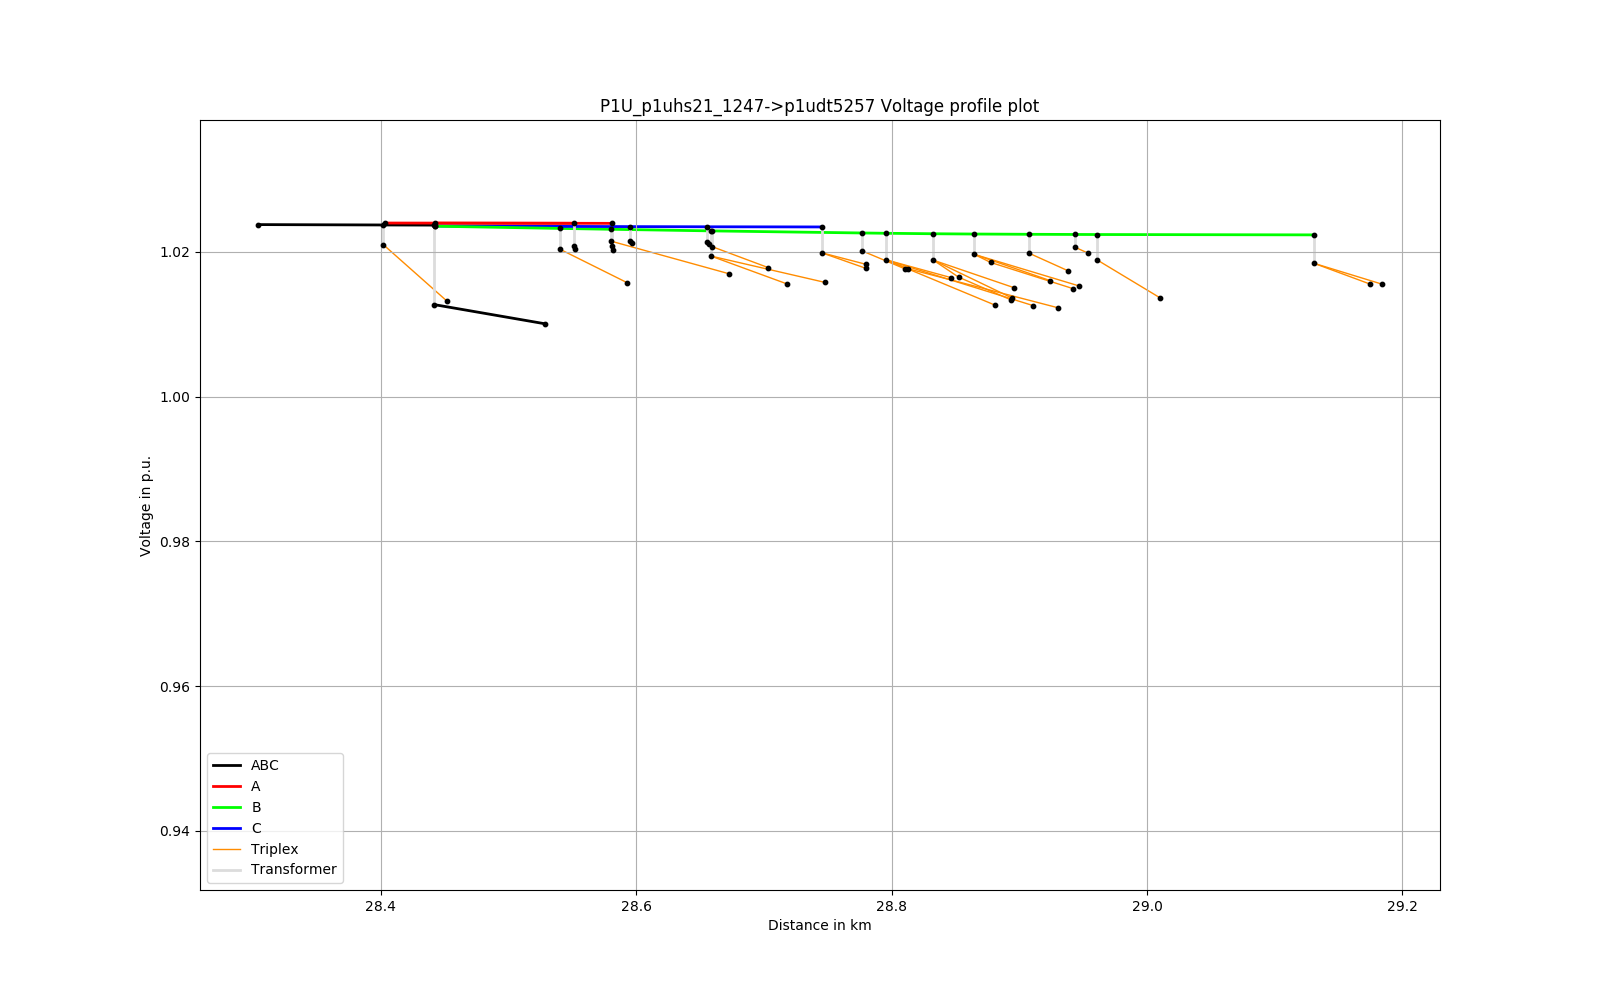 P1U_p1uhs21_1247->p1udt5257 Voltage profile plot
Voltage in p.u.
1.02
1.00
0.98
0.96
0.94
ABC
A
B
C
Triplex
Transformer
28.4 28.6 28.8 29.0 29.2
Distance in km